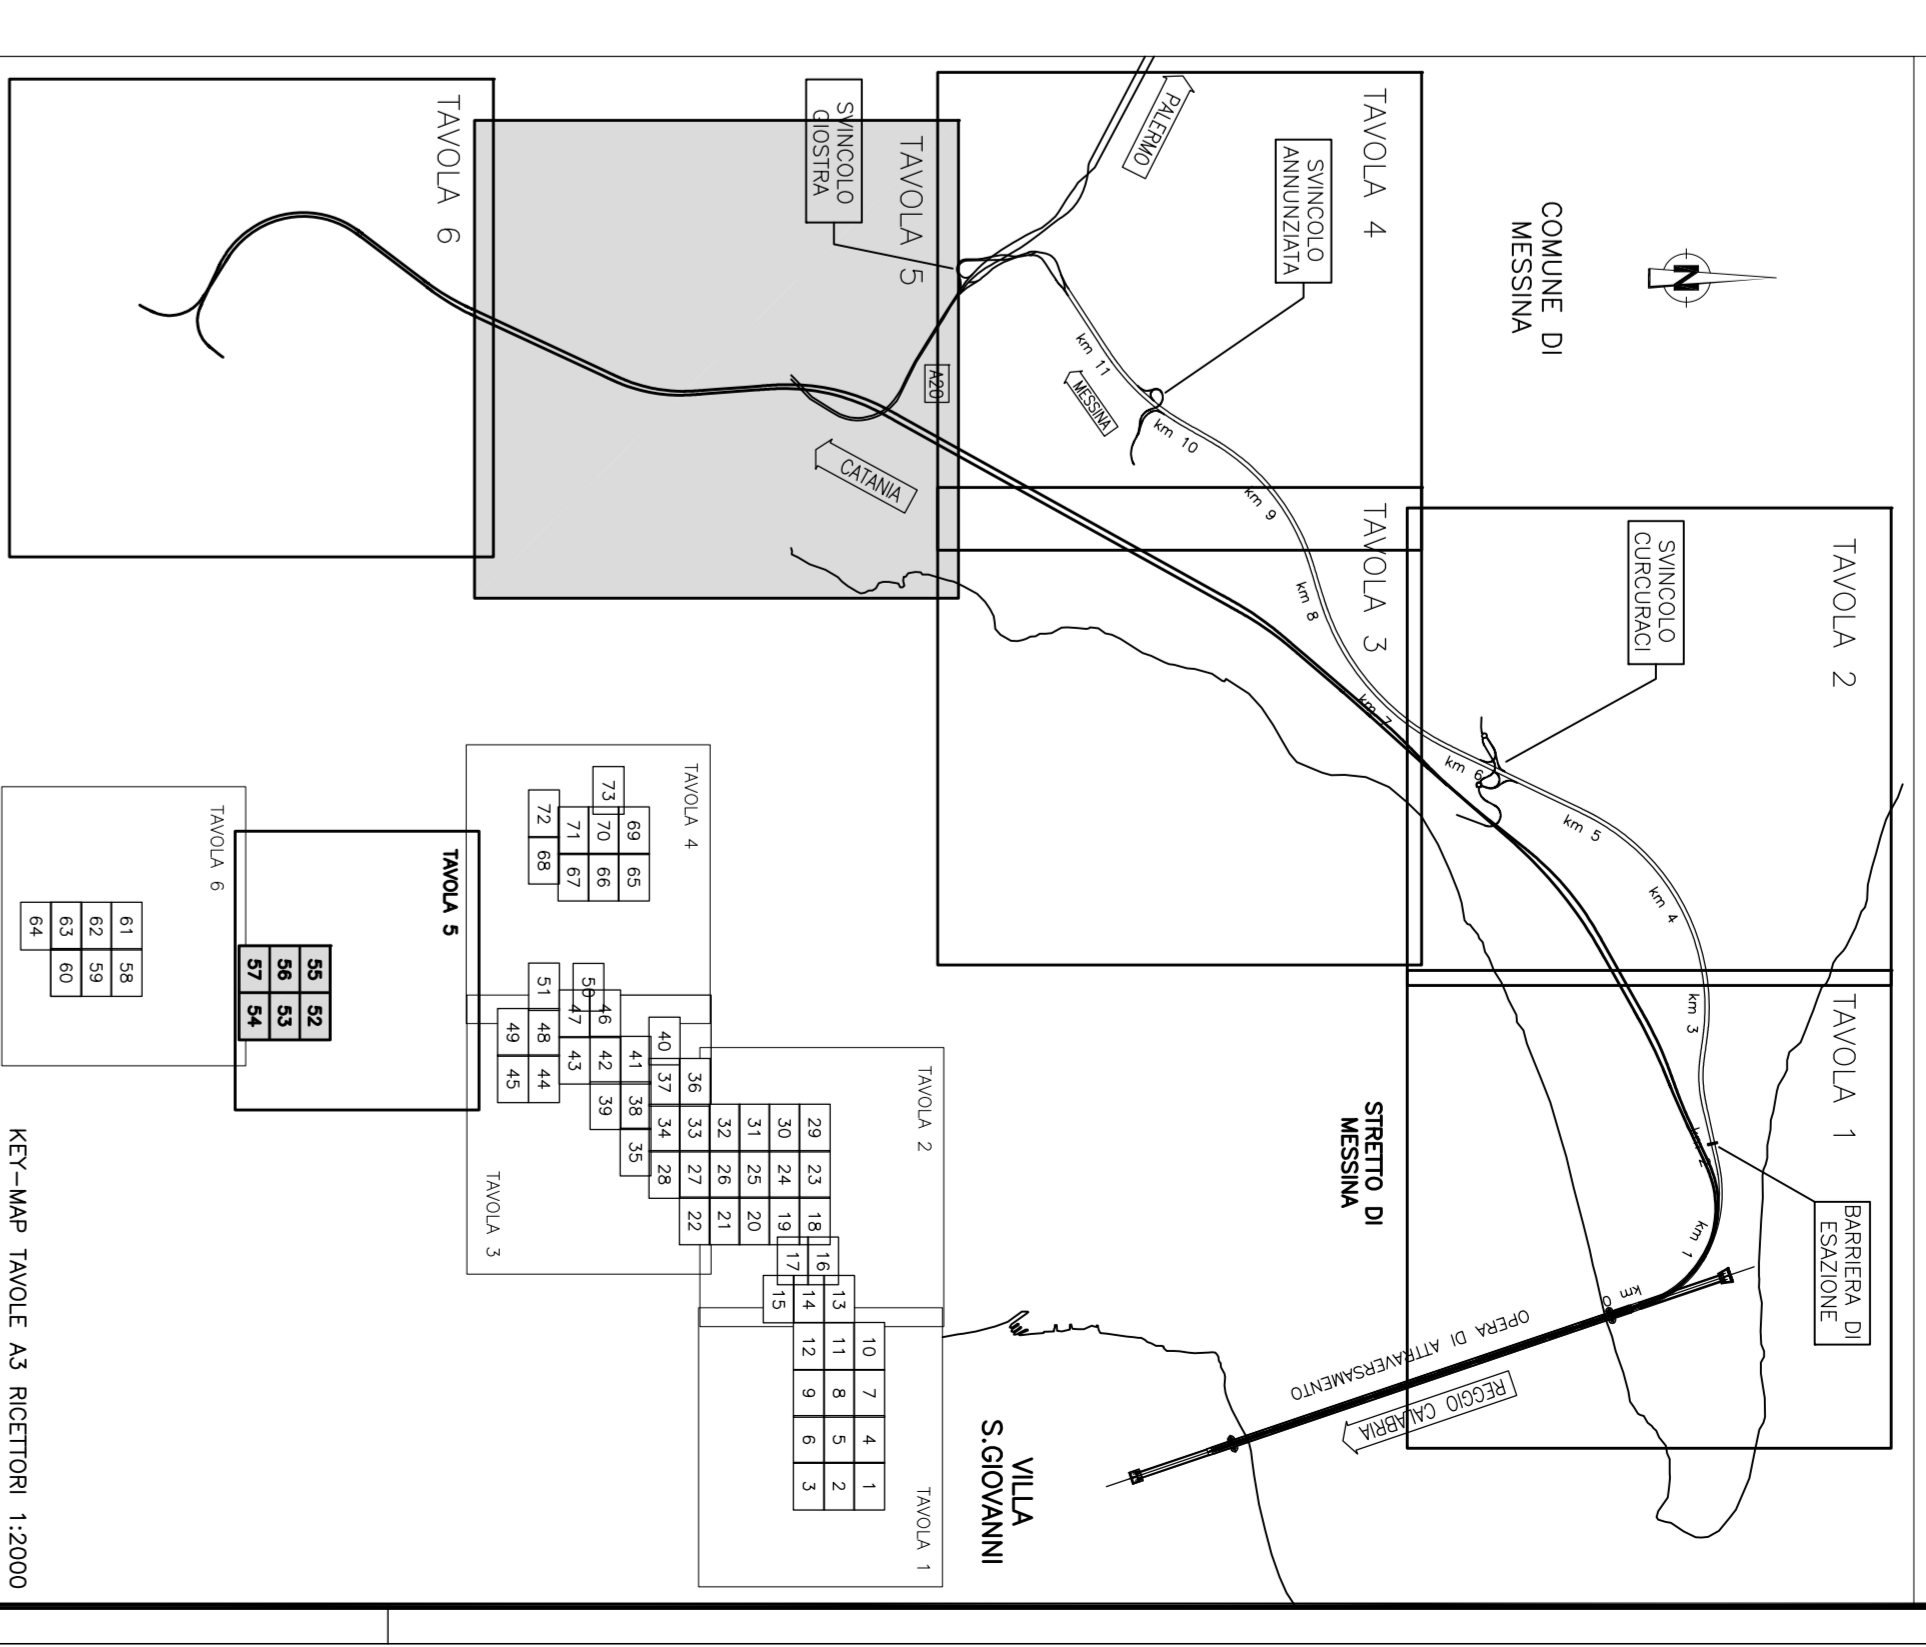 COMUNE DI
MESSINA
N
TAVOLA 4
SVINCOLO
ANNUNZIATA
PALERMO
TAVOLA 5
SVINCOLO
GIOSTRA
TAVOLA 6
A20
CATANIA
MESSINA
km 11
km 10
km 9
km 8
km 7
km 6
km 5
km 4
km 3
km 2
km 1
km 0
TAVOLA 2
SVINCOLO
CURCURACI
TAVOLA 3
TAVOLA 1
BARRIERA DI
ESAZIONE
STRETTO DI
MESSINA
OPERA DI ATTRAVERSAMENTO
REGGIO CALABRIA
VILLA
S.GIOVANNI
TAVOLA 4
73
69 65
70 66
71 67
72 68
TAVOLA 5
55 52
56 53
57 54
TAVOLA 6
61 58
62 59
63 60
64
TAVOLA 2
29 23 18
30 24 19
31 25 20
32 26 21
36 33 27 22
40 37 34 28
41 38 35
50 46 42 39
47 43
51 48 44
49 45
TAVOLA 3
16
17
13
14
15
10 7 4 1
11 8 5 2
12 9 6 3
TAVOLA 1
KEY-MAP TAVOLE A3 RICETTORI 1:2000